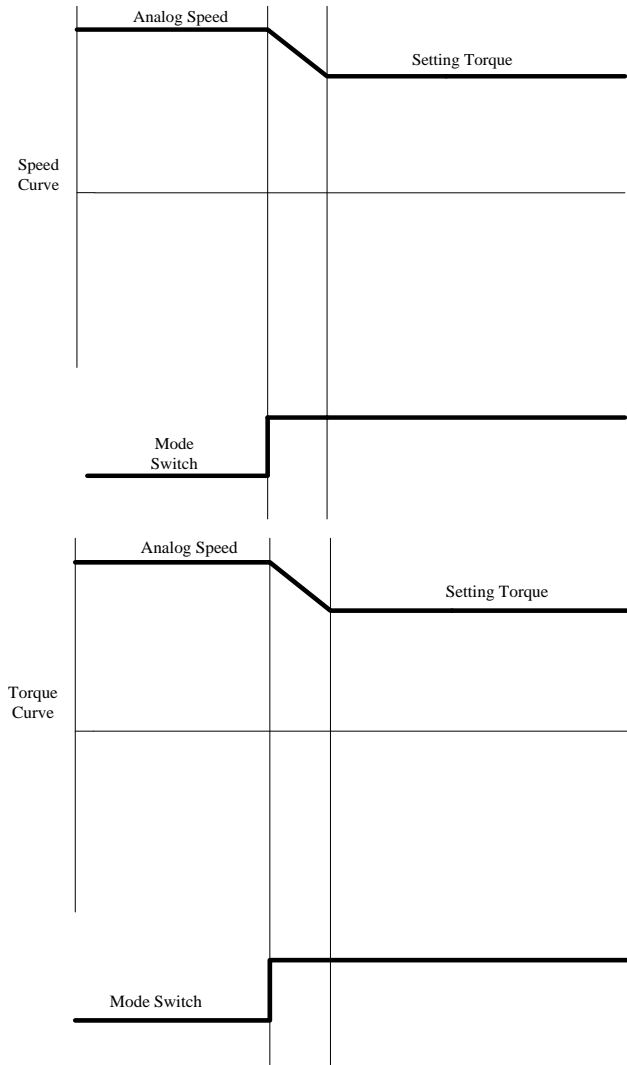 Analog Speed
Setting Torque
Speed
Curve
Mode
Switch
Analog Speed
Setting Torque
Torque
Curve
Mode Switch